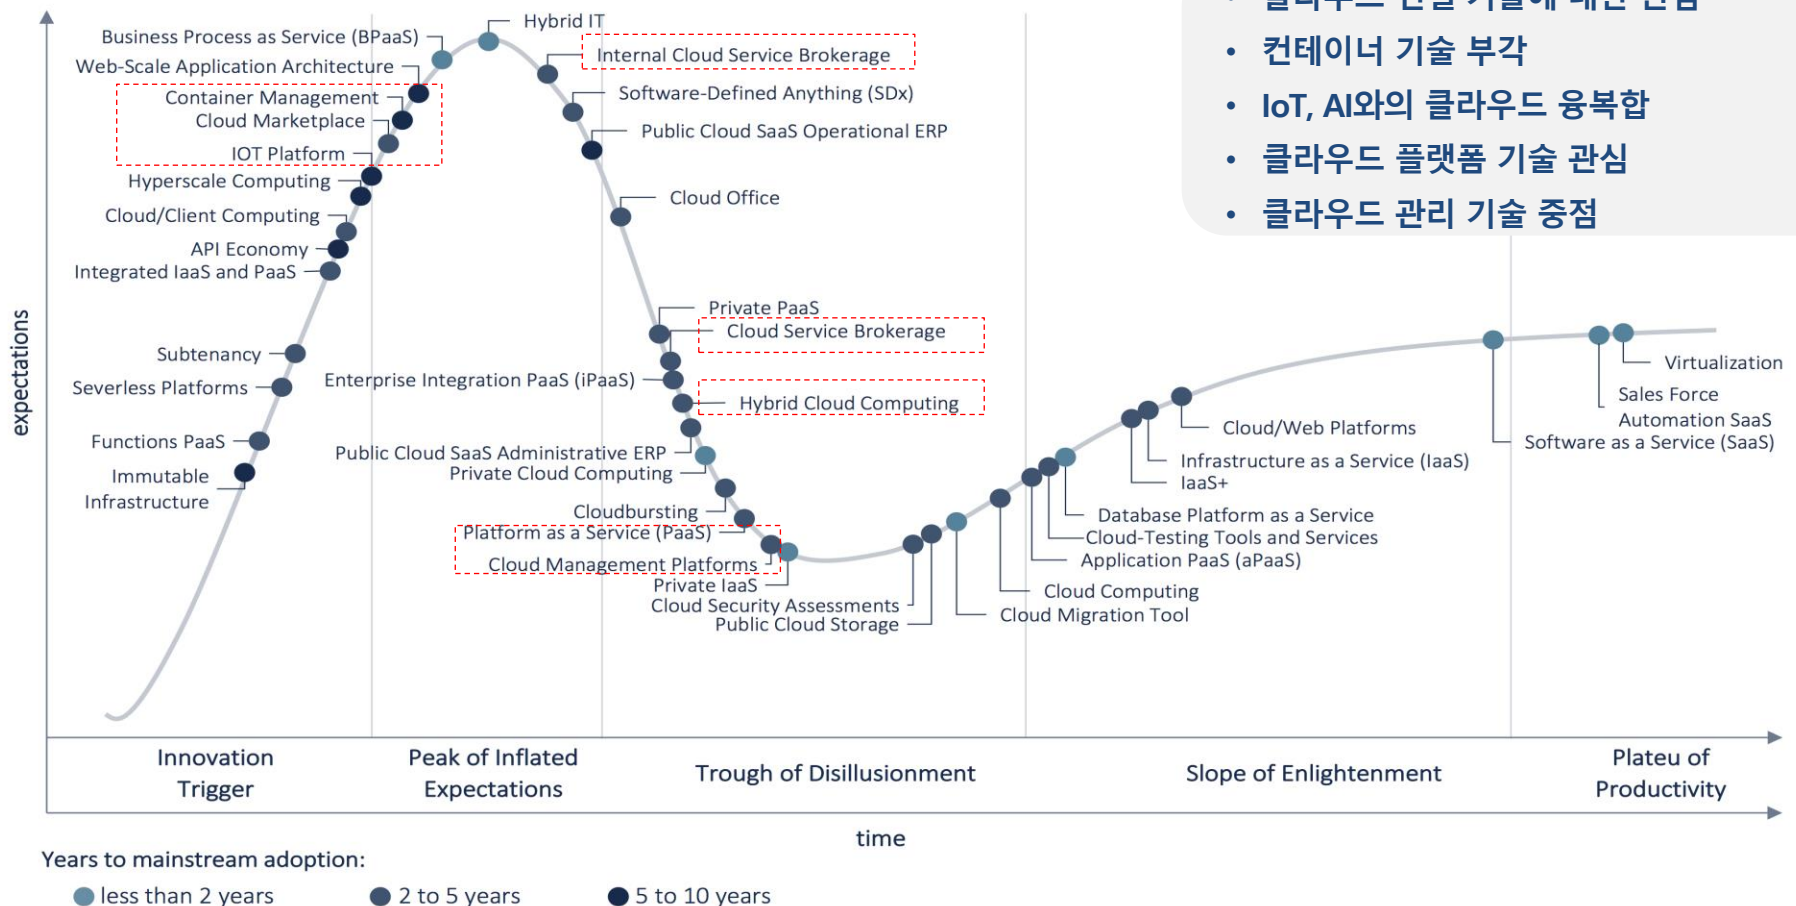 컨테이너 기술 부각
IoT, AI와의 클라우드 융복합
클라우드 플랫폼 기술 관심
클라우드 관리 기술 중점
expectations
Hybrid IT
Business Process as Service (BPaaS)
Web-Scale Application Architecture
Container Management
Cloud Marketplace
IOT Platform
Hyperscale Computing
Cloud/Client Computing
API Economy
Integrated IaaS and PaaS
Subtenancy
Severless Platforms
Functions PaaS
Immutable
Infrastructure
Internal Cloud Service Brokerage
Software-Defined Anything (SDx)
Public Cloud SaaS Operational ERP
Cloud Office
Private PaaS
Cloud Service Brokerage
Enterprise Integration PaaS (iPaaS)
Hybrid Cloud Computing
Public Cloud SaaS Administrative ERP
Private Cloud Computing
Cloudbursting
Platform as a Service (PaaS)
Cloud Management Platforms
Private IaaS
Cloud Security Assessments
Public Cloud Storage
Cloud Migration Tool
Cloud Computing
Application PaaS (aPaaS)
Cloud-Testing Tools and Services
Database Platform as a Service
IaaS+
Infrastructure as a Service (IaaS)
Cloud/Web Platforms
Software as a Service (SaaS)
Sales Force
Automation SaaS
Virtualization
Innovation
Trigger
Peak of Inflated
Expectations
Trough of Disillusionment
Slope of Enlightenment
Plateu of
Productivity
time
Years to mainstream adoption:
less than 2 years
2 to 5 years
5 to 10 years